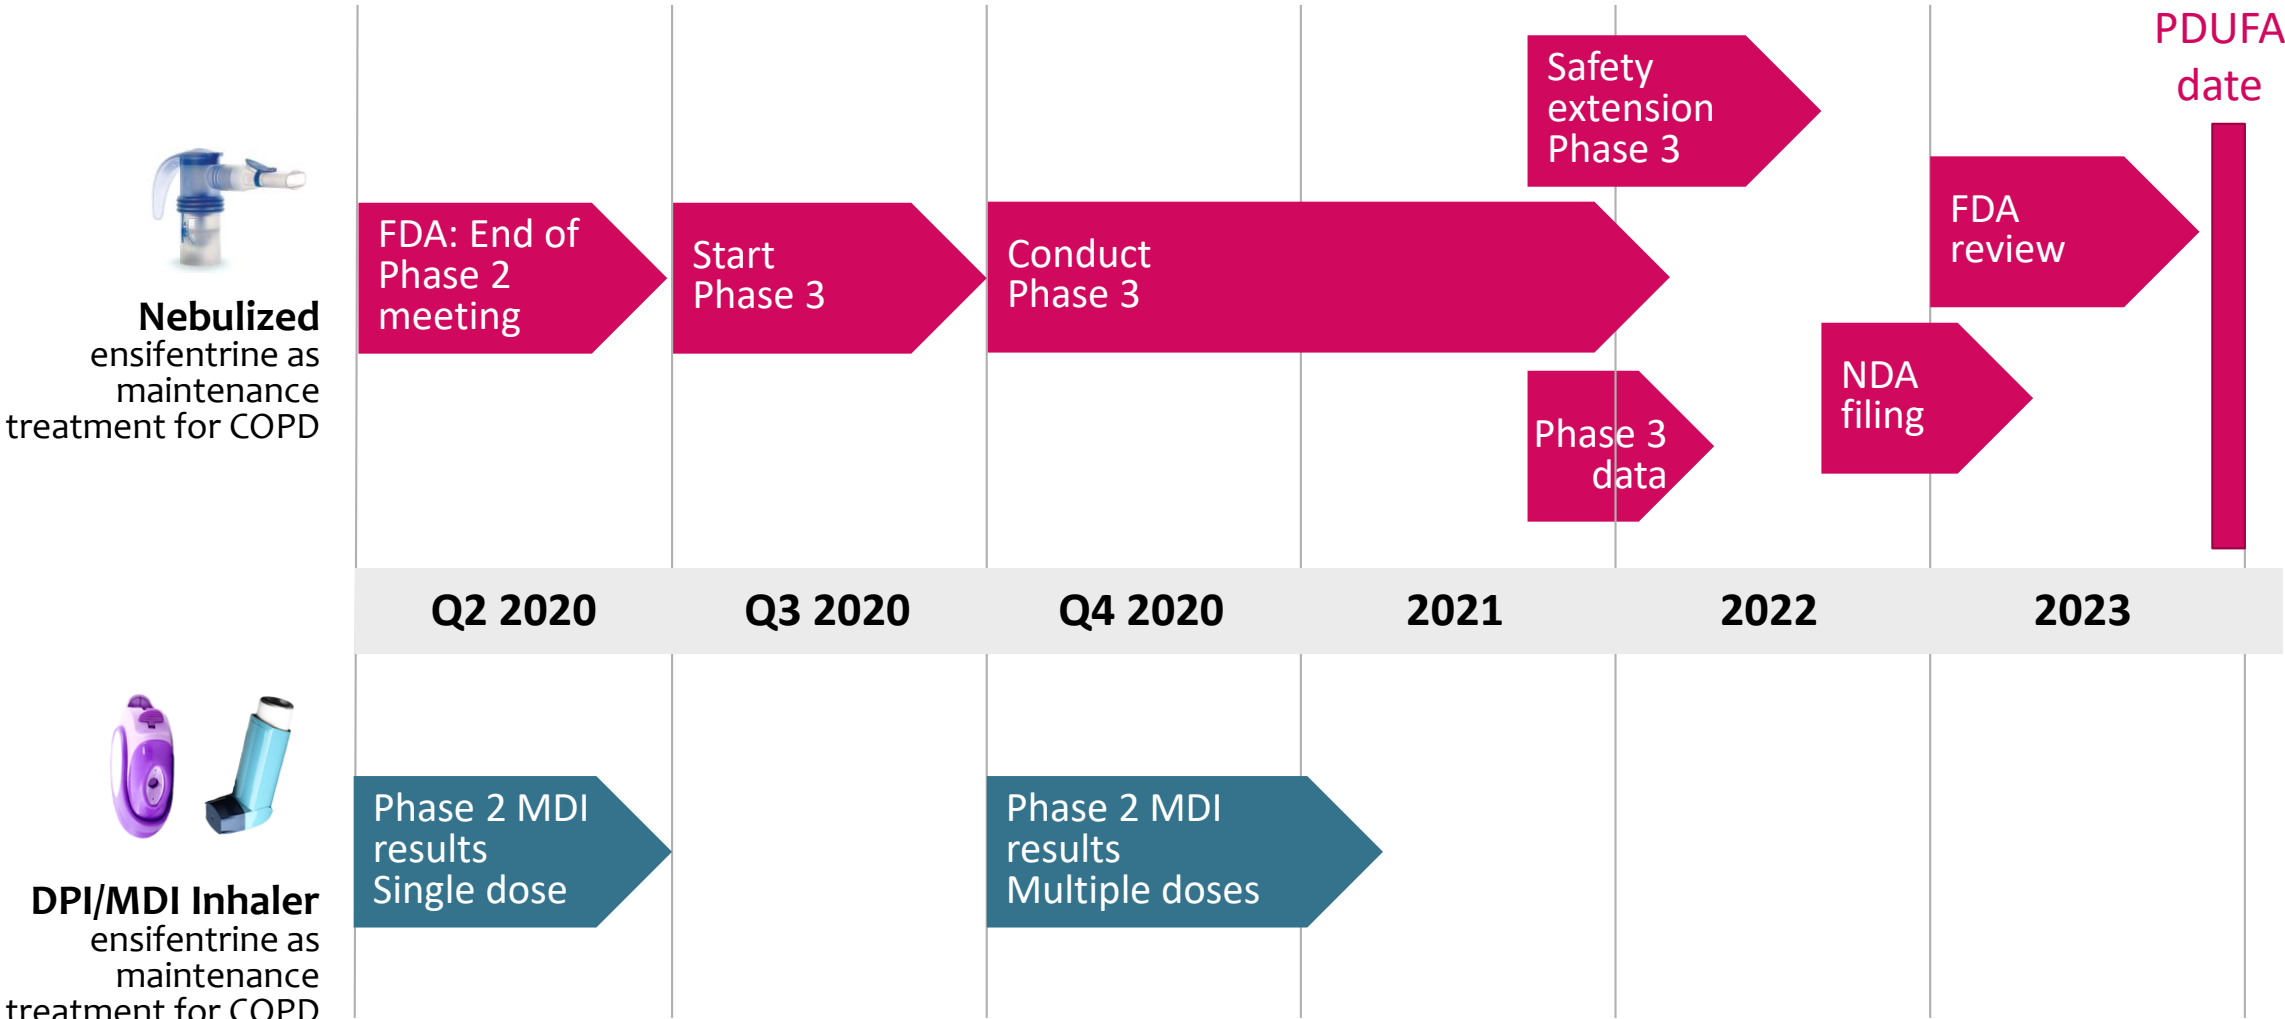 PDUFA
date
Safety
extension
Phase 3
FDA: End of
Phase 2
meeting
Start
Phase 3
Conduct
Phase 3
FDA
review
Phase 3
data
NDA
filing
Nebulized
ensifentrine as
maintenance
treatment for COPD
Q2 2020
Q3 2020
Q4 2020
2021
2022
2023
Phase 2 MDI
results
Single dose
Phase 2 MDI
results
Multiple doses
DPI/MDI Inhaler
ensifentrine as
maintenance
treatment for COPD